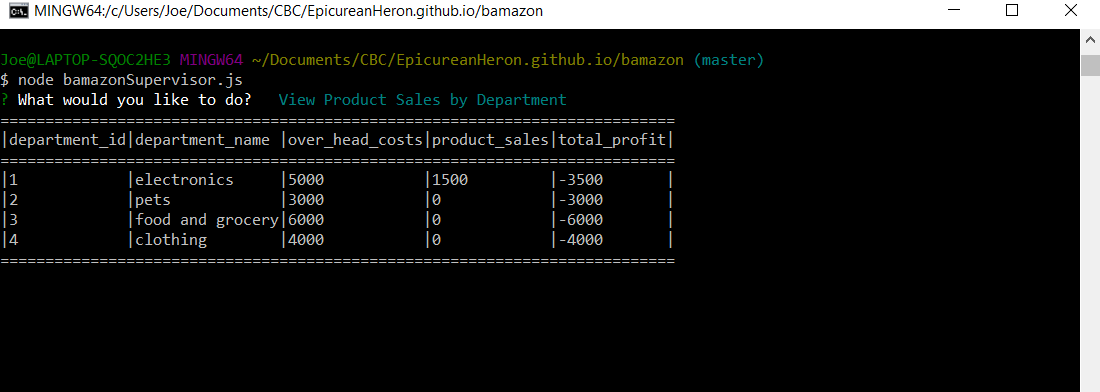 MINGW64:/c/Users/Joe/Documents/CBC/EpicureanHeron.github.io/bamazon
Joe@LAPTOP-SQOC2HE3 MINGW64 ~/Documents/CBC/EpicureanHeron.github.io/bamazon (master)
$ node bamazonSupervisor.js
? What would you like to do?   View Product Sales by Department
===========================================================================
|department_id|department_name |over_head_costs|product_sales|total_profit|
===========================================================================
|1            |electronics     |5000           |1500         |-3500       |
|2            |pets            |3000           |0            |-3000       |
|3            |food and grocery|6000           |0            |-6000       |
|4            |clothing        |4000           |0            |-4000       |
===========================================================================